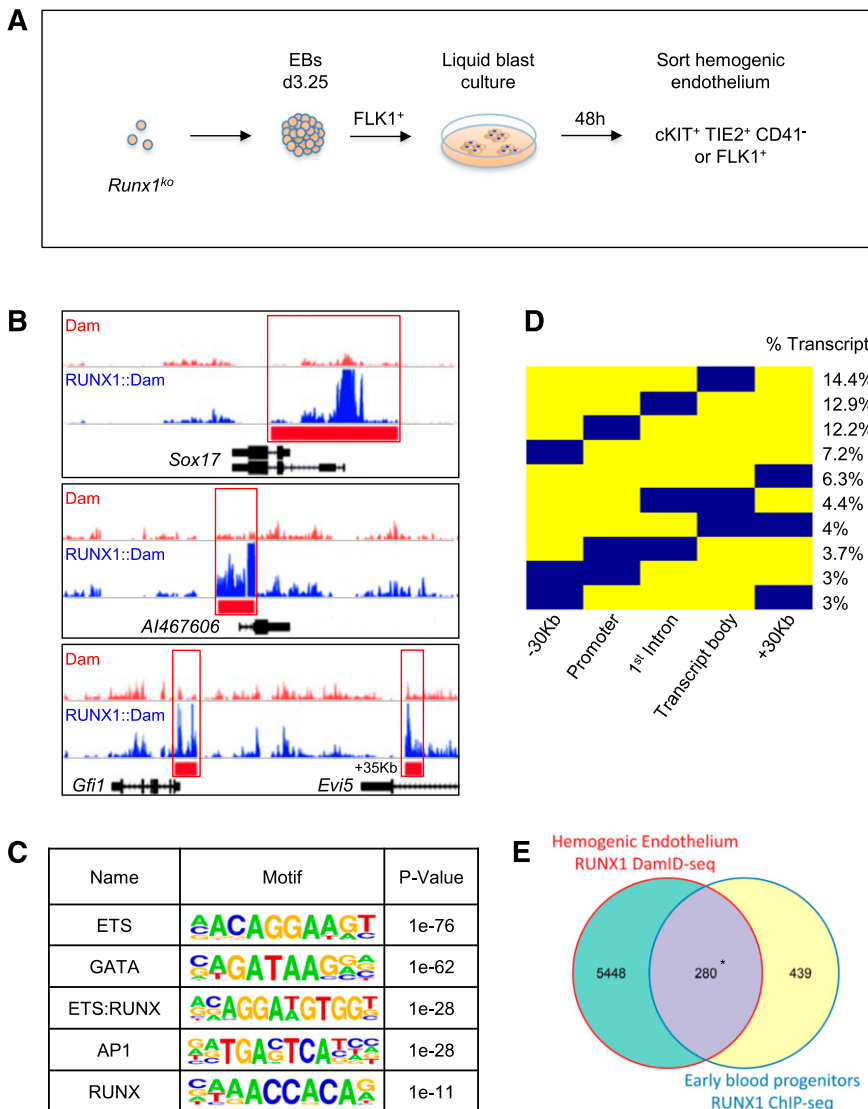 A
EBs
d3.25
Liquid blast
culture
Sort hemogenic
endothelium
FLK1⁺
48h
cKIT⁺ TIE2⁺ CD41⁻
or FLK1⁺
Runx1ᵏᵒ
B
Dam
RUNX1::Dam
Sox17
Dam
RUNX1::Dam
AI467606
Dam
RUNX1::Dam
+35Kb
Gfi1
Evi5
D
% Transcript
14.4%
12.9%
12.2%
7.2%
6.3%
4.4%
4%
3.7%
3%
3%
-30Kb
Promoter
1ˢᵗ Intron
Transcript body
+30Kb
C
Name Motif P-Value
ETS AACAGGAAGT 1e-76
GATA CAGATAAGGA 1e-62
ETS:RUNX ACAGGATGTGGT 1e-28
AP1 GATGACTCATCC 1e-28
RUNX CAAACCACAG 1e-11
E
Hemogenic Endothelium
RUNX1 DamID-seq
5448
280*
439
Early blood progenitors
RUNX1 ChIP-seq